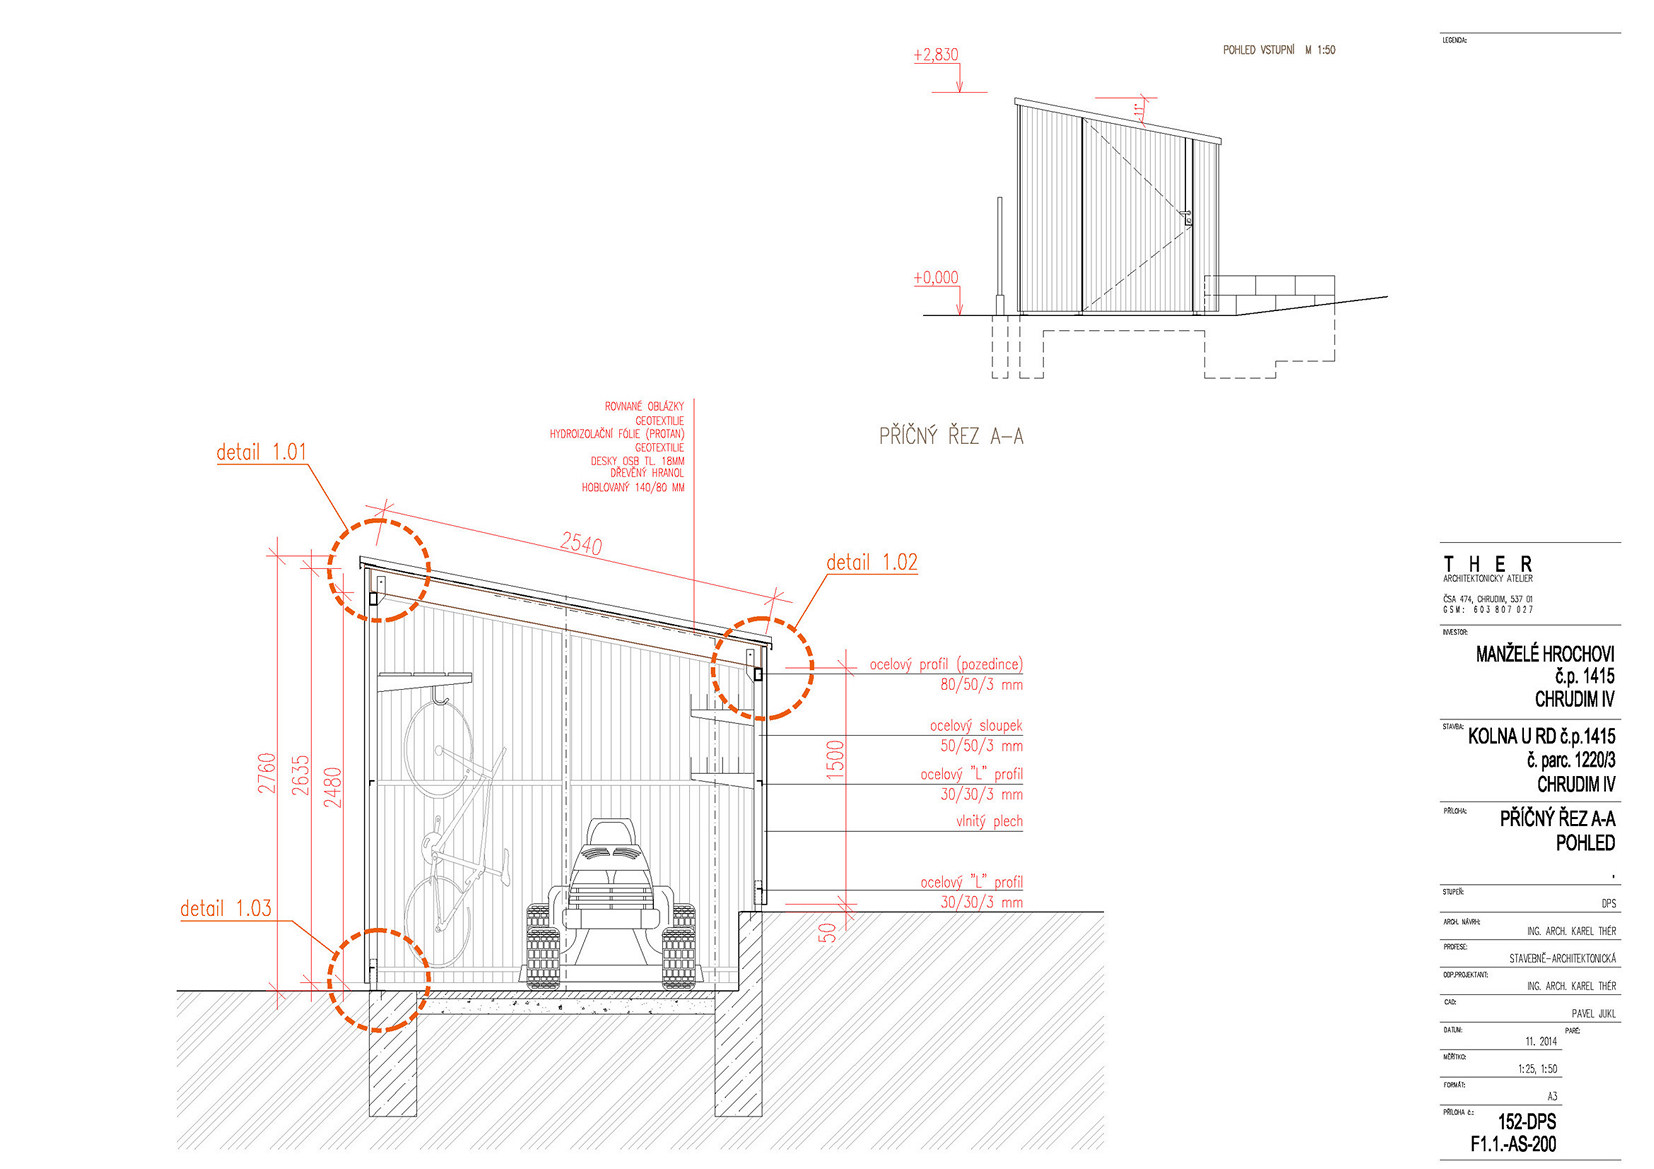 +2,830
POHLED VSTUPNÍ M 1:50
LEGENDA:
11°
+0,000
ROVNANÉ OBLÁZKY
GEOTEXTILIE
HYDROIZOLAČNÍ FÓLIE (PROTAN)
GEOTEXTILIE
DESKY OSB TL. 18MM
DŘEVĚNÝ HRANOL
HOBLOVANÝ 140/80 MM
PŘÍČNÝ ŘEZ A-A
detail 1.01
2540
detail 1.02
ocelový profil (pozedince)
80/50/3 mm
ocelový sloupek
50/50/3 mm
ocelový "L" profil
30/30/3 mm
vlnitý plech
ocelový "L" profil
30/30/3 mm
2760
2635
2480
1500
50
detail 1.03
THER
ARCHITEKTONICKÝ ATELIER
ČSA 474, CHRUDIM, 537 01
GSM: 603 807 027
INVESTOR:
MANŽELÉ HROCHOVI
č.p. 1415
CHRUDIM IV
STAVBA:
KOLNA U RD č.p.1415
č. parc. 1220/3
CHRUDIM IV
PŘÍLOHA:
PŘÍČNÝ ŘEZ A-A
POHLED
.
STUPEŇ:
DPS
ARCH. NÁVRH:
ING. ARCH. KAREL THÉR
PROFESE:
STAVEBNĚ-ARCHITEKTONICKÁ
ODP.PROJEKTANT:
ING. ARCH. KAREL THÉR
CAD:
PAVEL JUKL
DATUM:
PARÉ:
11. 2014
MĚŘÍTKO:
1:25, 1:50
FORMÁT:
A3
PŘÍLOHA č.:
152-DPS
F1.1.-AS-200